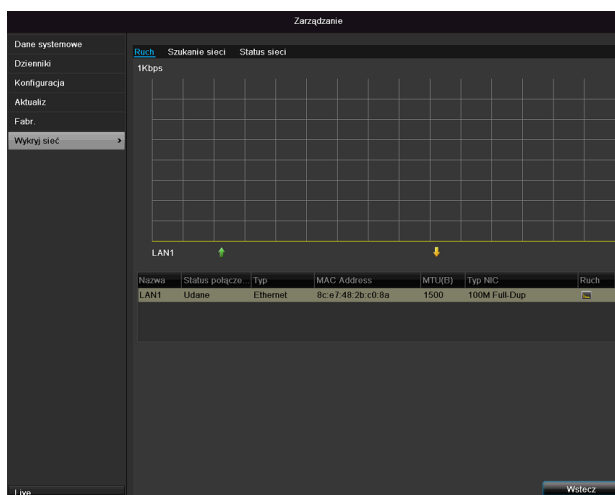 Zarządzanie
Dane systemowe
Dzienniki
Konfiguracja
Aktualiz
Fabr.
Wykryj sieć >
Ruch Szukanie sieci Status sieci
1Kbps
LAN1
Nazwa Status połącze... Typ MAC Address MTU(B) Typ NIC Ruch
LAN1 Udane Ethernet 8c:e7:48:2b:c0:8a 1500 100M Full-Dup
Live
Wstecz